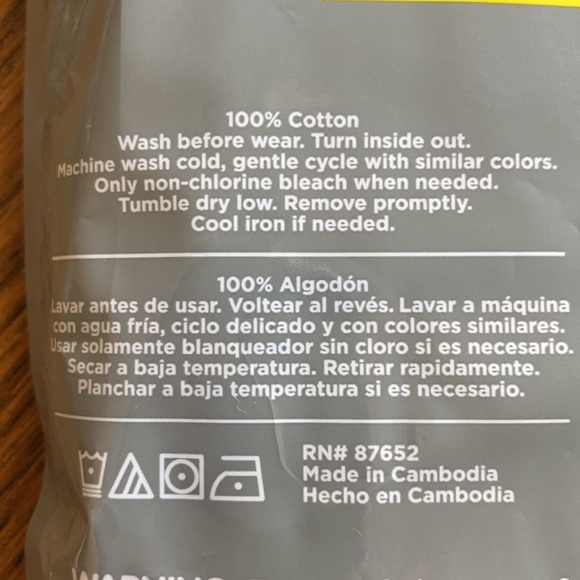 100% Cotton
Wash before wear. Turn inside out.
Machine wash cold, gentle cycle with similar colors.
Only non-chlorine bleach when needed.
Tumble dry low. Remove promptly.
Cool iron if needed.
100% Algodón
Lavar antes de usar. Voltear al revés. Lavar a máquina
con agua fría, ciclo delicado y con colores similares.
Usar solamente blanqueador sin cloro si es necesario.
Secar a baja temperatura. Retirar rapidamente.
Planchar a baja temperatura si es necesario.
RN# 87652
Made in Cambodia
Hecho en Cambodia